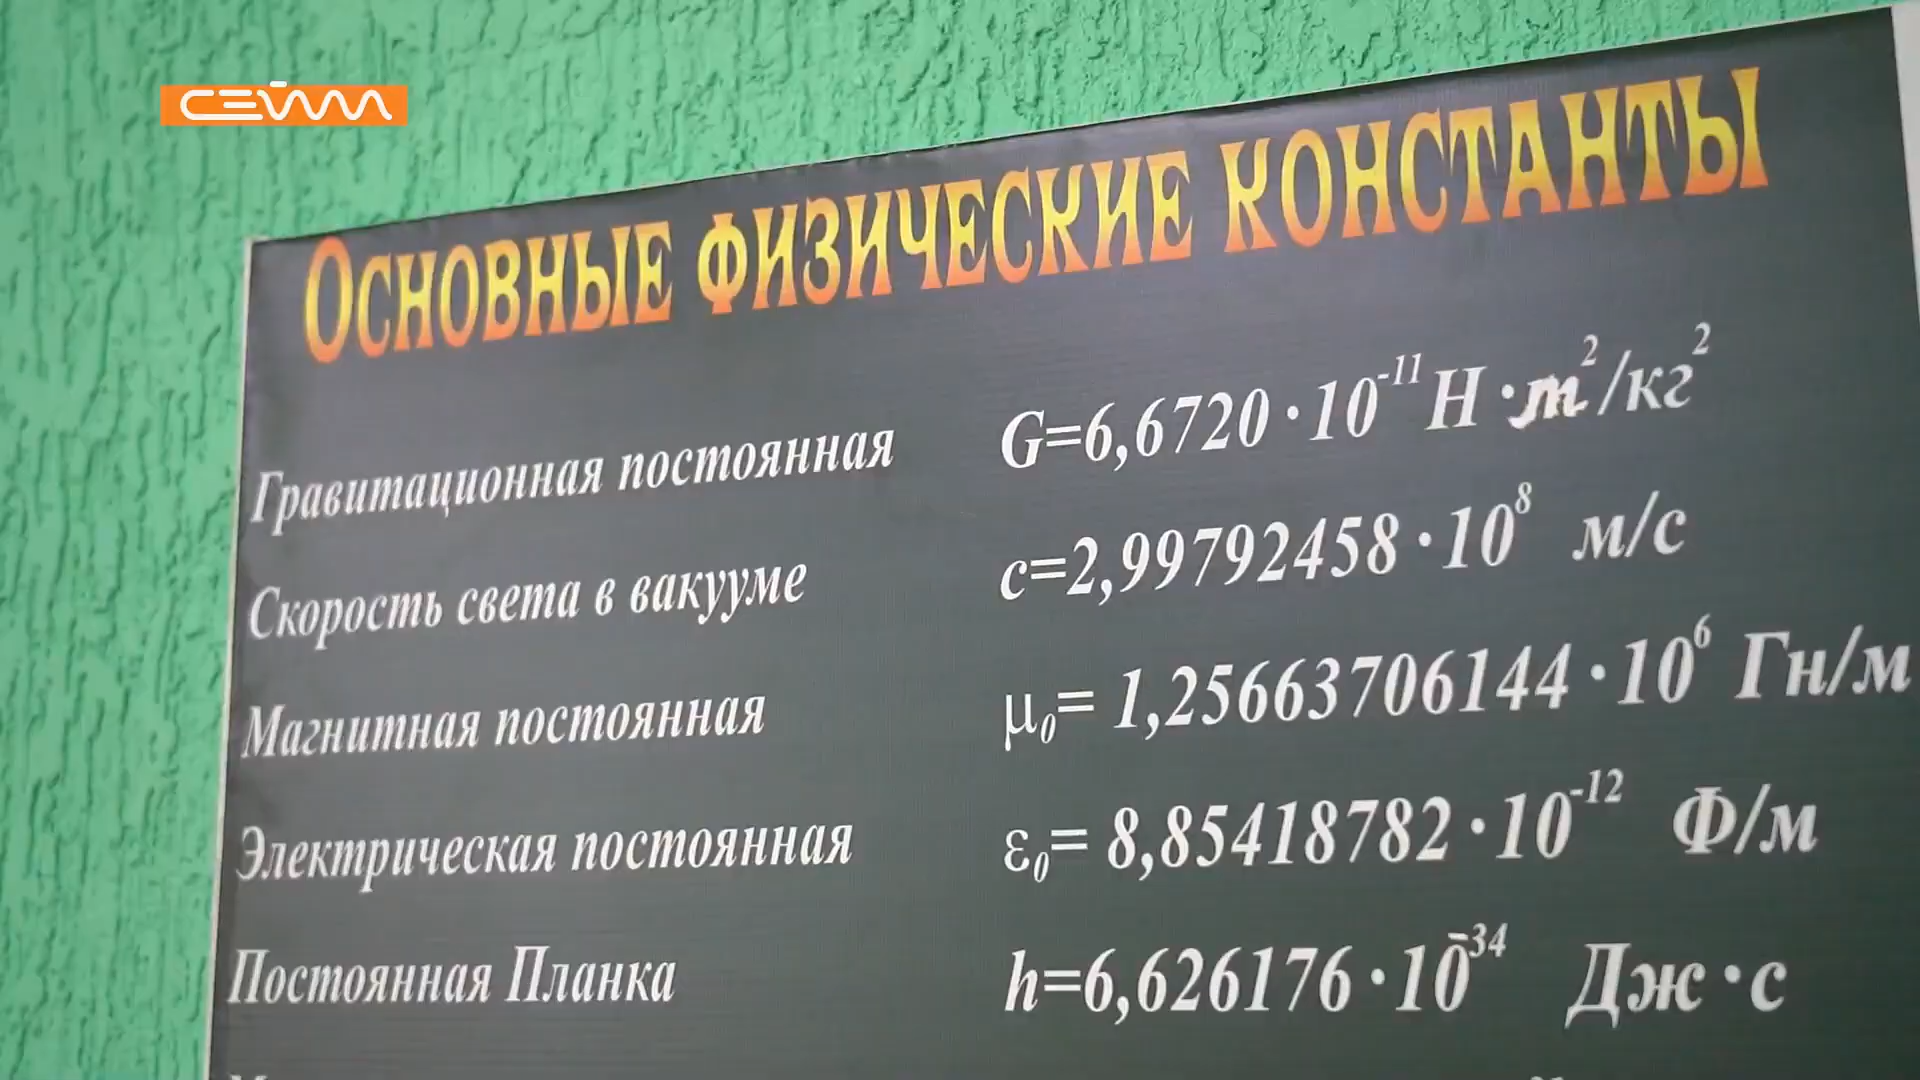 СЕЙМ
Основные физические константы
Гравитационная постоянная G=6,6720·10⁻¹¹ Н·m²/кг²
Скорость света в вакууме c=2,99792458·10⁸ м/с
Магнитная постоянная μ₀= 1,25663706144·10⁶ Гн/м
Электрическая постоянная ε₀= 8,85418782·10⁻¹² Ф/м
Постоянная Планка h=6,626176·10⁻³⁴ Дж·с